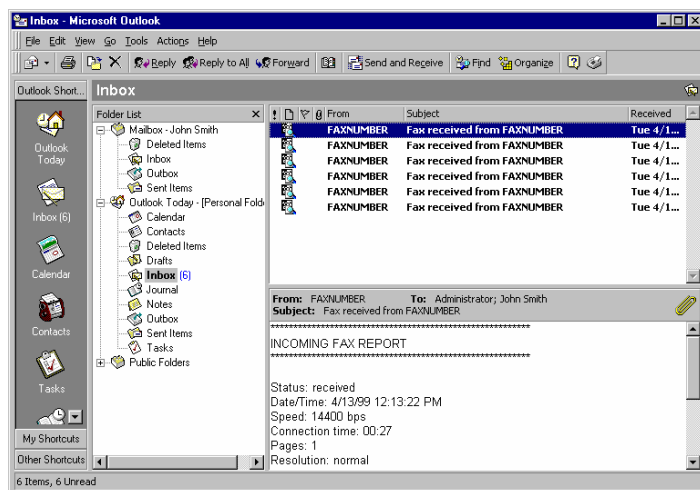 Inbox - Microsoft Outlook
File Edit View Go Tools Actions Help
Reply Reply to All Forward Send and Receive Find Organize
Outlook Short... Inbox
Outlook Today
Inbox (6)
Calendar
Contacts
Tasks
My Shortcuts
Other Shortcuts
Folder List
Mailbox - John Smith
Deleted Items
Inbox
Outbox
Sent Items
Outlook Today - [Personal Folde
Calendar
Contacts
Deleted Items
Drafts
Inbox (6)
Journal
Notes
Outbox
Sent Items
Tasks
Public Folders
From Subject Received
FAXNUMBER Fax received from FAXNUMBER Tue 4/1...
FAXNUMBER Fax received from FAXNUMBER Tue 4/1...
FAXNUMBER Fax received from FAXNUMBER Tue 4/1...
FAXNUMBER Fax received from FAXNUMBER Tue 4/1...
FAXNUMBER Fax received from FAXNUMBER Tue 4/1...
FAXNUMBER Fax received from FAXNUMBER Tue 4/1...
From: FAXNUMBER To: Administrator; John Smith
Subject: Fax received from FAXNUMBER
INCOMING FAX REPORT
Status: received
Date/Time: 4/13/99 12:13:22 PM
Speed: 14400 bps
Connection time: 00:27
Pages: 1
Resolution: normal
6 Items, 6 Unread